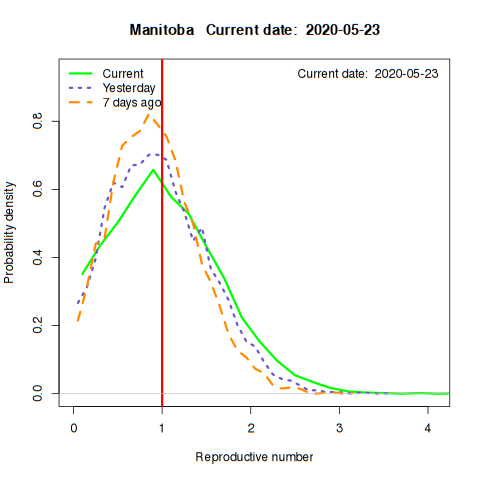 Manitoba Current date: 2020-05-23
Current date: 2020-05-23
Current
Yesterday
7 days ago
Probability density
0.8
0.6
0.4
0.2
0.0
0 1 2 3 4
Reproductive number